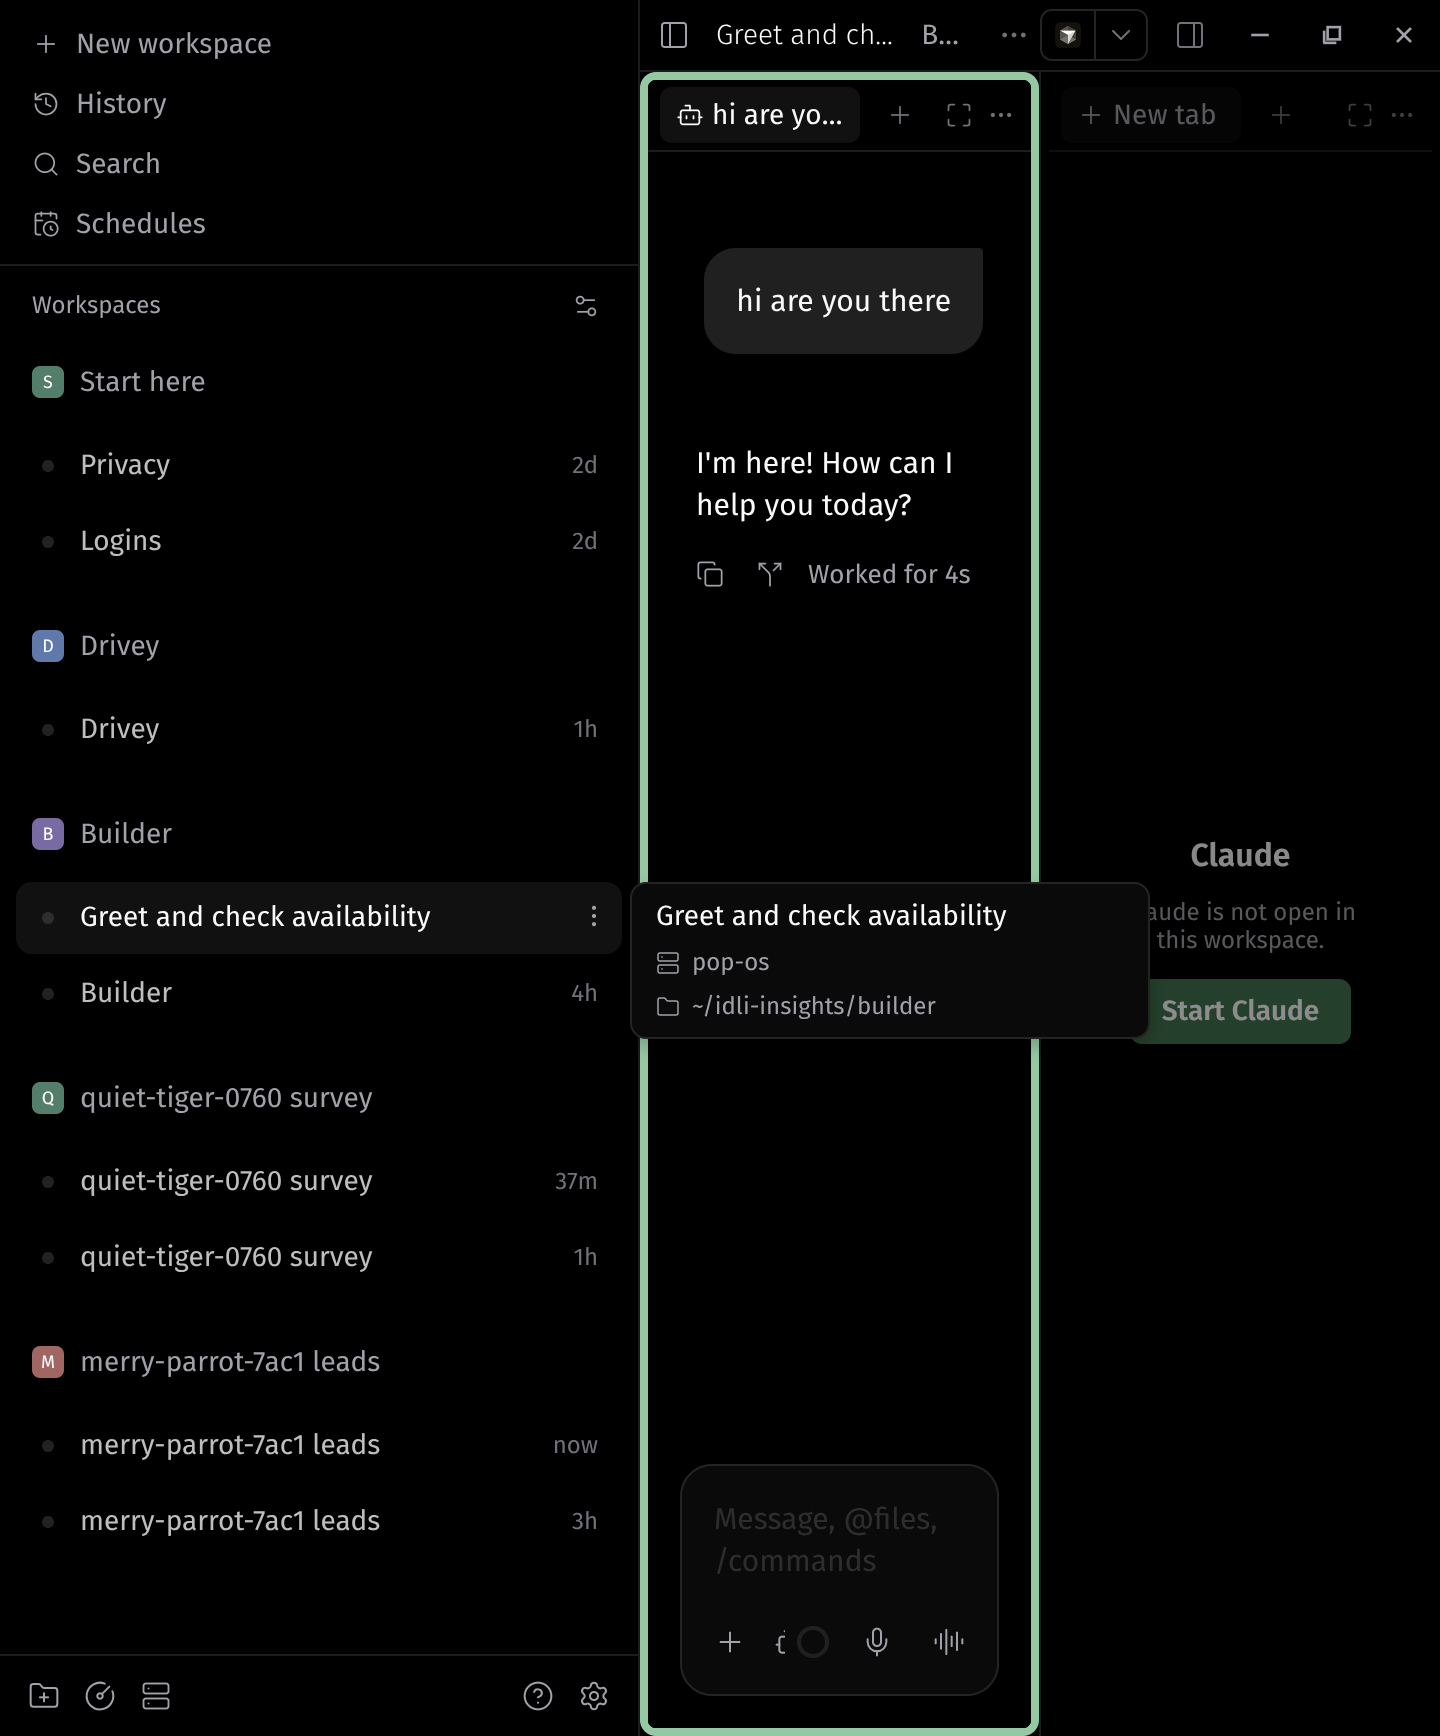 New workspace
History
Search
Schedules
Workspaces
S Start here
Privacy 2d
Logins 2d
D Drivey
Drivey 1h
B Builder
Greet and check availability
Builder 4h
Q quiet-tiger-0760 survey
quiet-tiger-0760 survey 37m
quiet-tiger-0760 survey 1h
M merry-parrot-7ac1 leads
merry-parrot-7ac1 leads now
merry-parrot-7ac1 leads 3h
Greet and ch... B...
hi are yo...
hi are you there
I'm here! How can I
help you today?
Worked for 4s
Greet and check availability
pop-os
~/idli-insights/builder
Message, @files,
/commands
New tab
Claude
aude is not open in
this workspace.
Start Claude